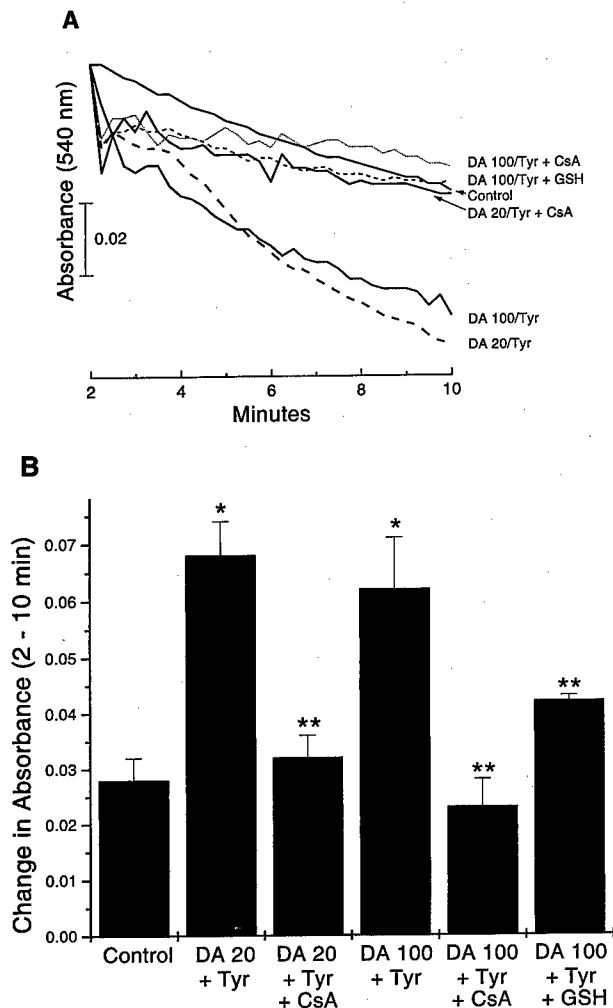 A
Absorbance (540 nm)
0.02
DA 100/Tyr + CsA
DA 100/Tyr + GSH
Control
DA 20/Tyr + CsA
DA 100/Tyr
DA 20/Tyr
2 4 6 8 10
Minutes
B
Change in Absorbance (2 - 10 min)
0.07
0.06
0.05
0.04
0.03
0.02
0.01
0.00
* ** * ** **
Control
DA 20
+ Tyr
DA 20
+ Tyr
+ CsA
DA 100
+ Tyr
DA 100
+ Tyr
+ CsA
DA 100
+ Tyr
+ GSH